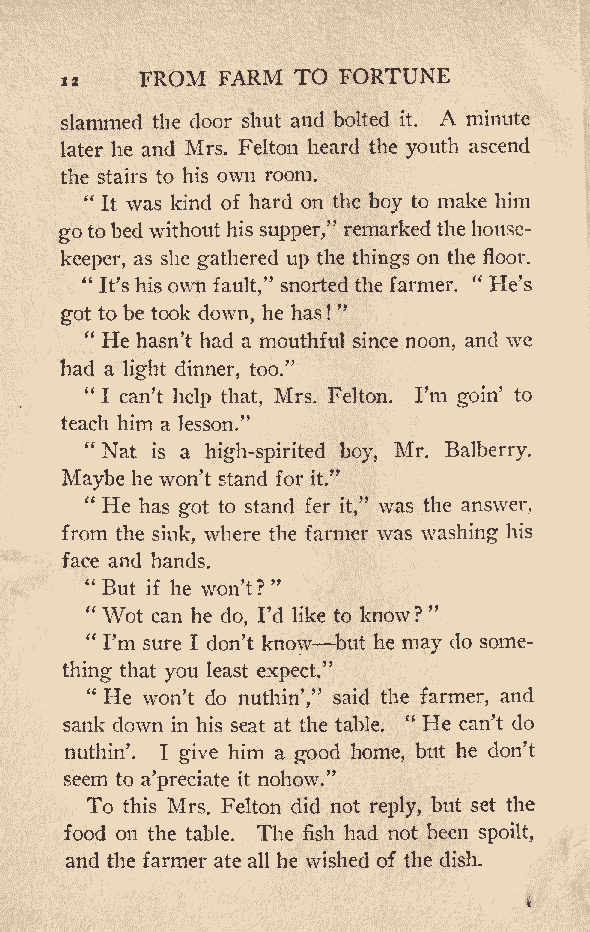 12 FROM FARM TO FORTUNE
slammed the door shut and bolted it. A minute
later he and Mrs. Felton heard the youth ascend
the stairs to his own room.
“ It was kind of hard on the boy to make him
go to bed without his supper,” remarked the house-
keeper, as she gathered up the things on the floor.
“ It’s his own fault,” snorted the farmer. “ He’s
got to be took down, he has! ”
“ He hasn’t had a mouthful since noon, and we
had a light dinner, too.”
“ I can’t help that, Mrs. Felton. I’m goin’ to
teach him a lesson.”
“ Nat is a high-spirited boy, Mr. Balberry.
Maybe he won’t stand for it.”
“ He has got to stand fer it,” was the answer,
from the sink, where the farmer was washing his
face and hands.
“ But if he won’t? ”
“ Wot can he do, I’d like to know? ”
“ I’m sure I don’t know—but he may do some-
thing that you least expect.”
“ He won’t do nuthin’,” said the farmer, and
sank down in his seat at the table. “ He can’t do
nuthin’. I give him a good home, but he don’t
seem to a’preciate it nohow.”
To this Mrs. Felton did not reply, but set the
food on the table. The fish had not been spoilt,
and the farmer ate all he wished of the dish.